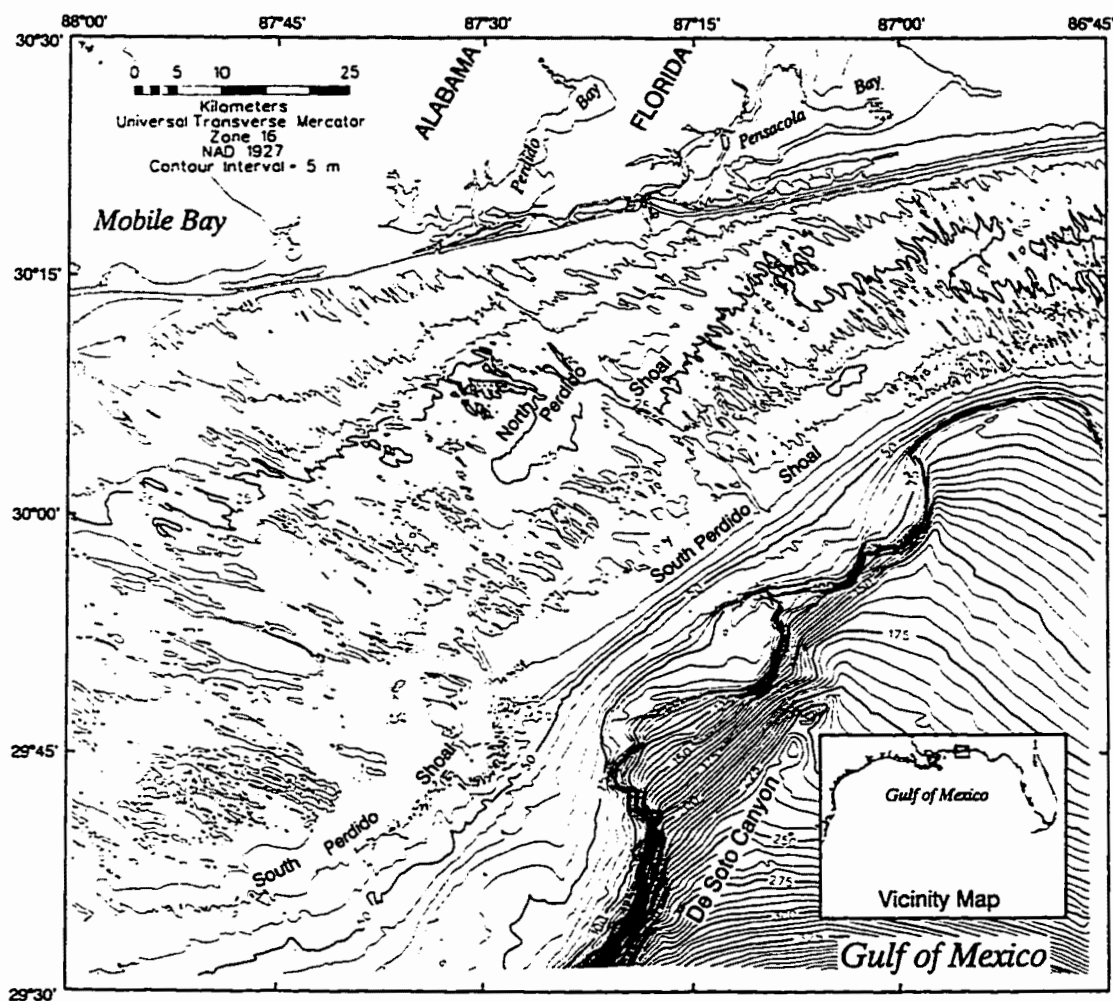 88°00'
87°45'
87°30'
87°15'
87°00'
86°45'
30°30'
0 5 10 25
Kilometers
Universal Transverse Mercator
Zone 16
NAD 1927
Contour Interval - 5 m
ALABAMA
FLORIDA
Perdido Bay
Pensacola Bay
Mobile Bay
30°15'
North Perdido Shoal
South Perdido Shoal
50
30°00'
175
29°45'
South Perdido Shoal
De Soto Canyon
275
Gulf of Mexico
Vicinity Map
Gulf of Mexico
29°30'